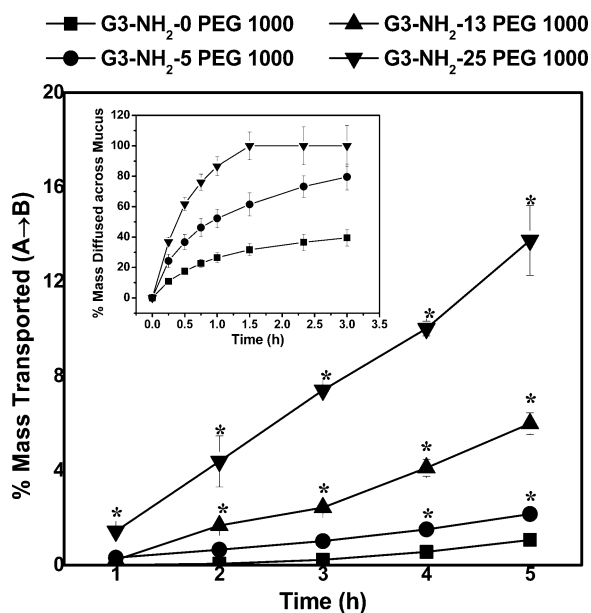 G3-NH₂-0 PEG 1000
G3-NH₂-13 PEG 1000
G3-NH₂-5 PEG 1000
G3-NH₂-25 PEG 1000
% Mass Transported (A→B)
20
16
12
8
4
0
% Mass Diffused across Mucus
120
100
80
60
40
20
0
0.0 0.5 1.0 1.5 2.0 2.5 3.0 3.5
Time (h)
*
* *
* *
* * *
* * *
1 2 3 4 5
Time (h)